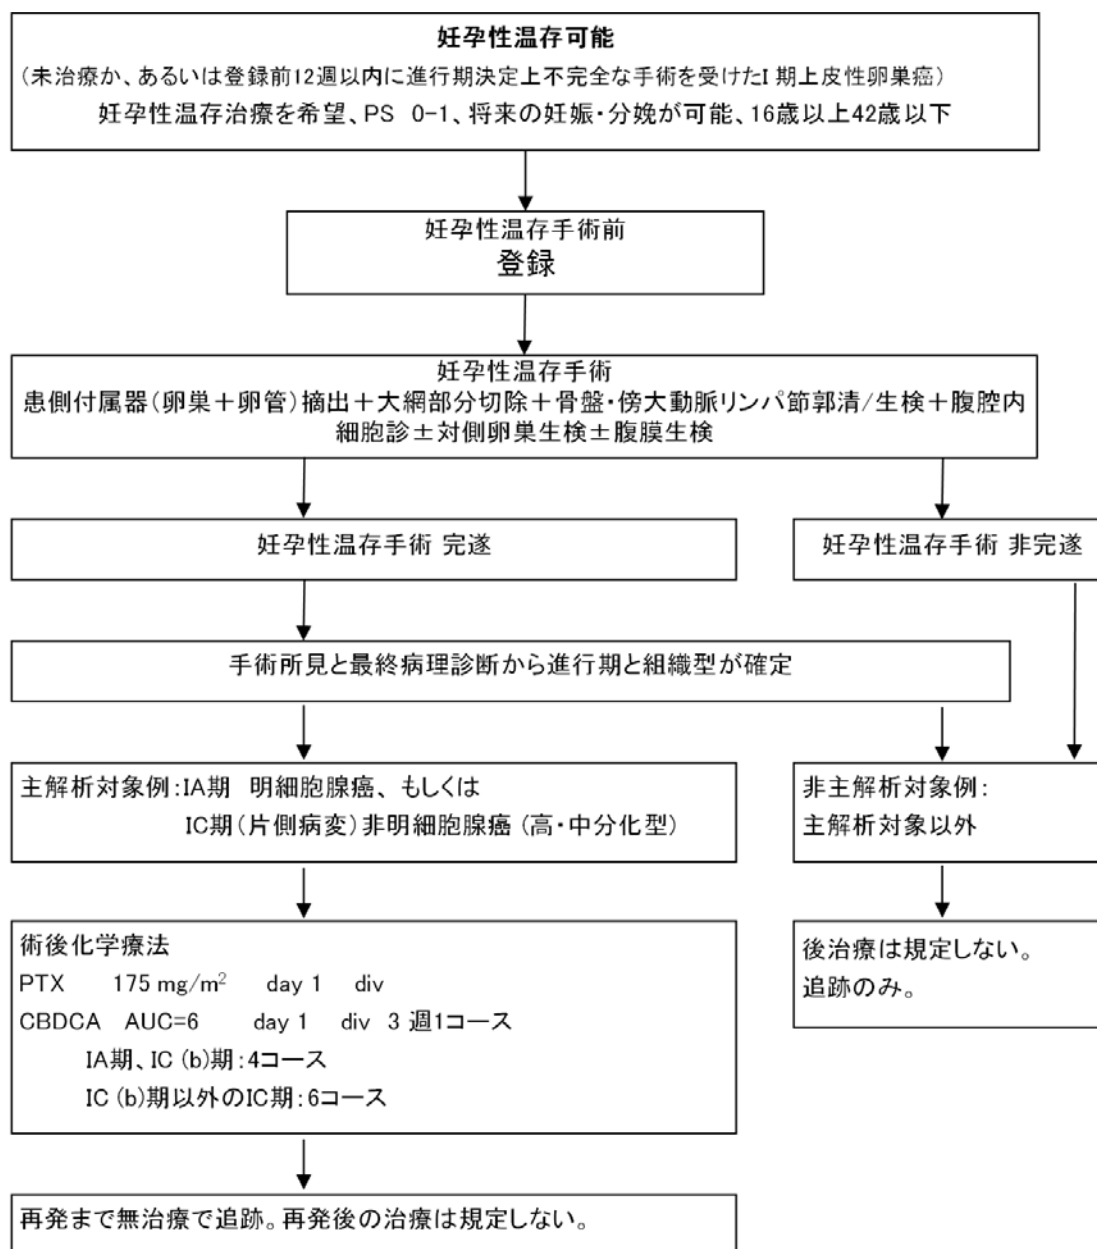 妊孕性温存可能
(未治療か、あるいは登録前12週以内に進行期決定上不完全な手術を受けたI 期上皮性卵巣癌)
妊孕性温存治療を希望、PS 0-1、将来の妊娠・分娩が可能、16歳以上42歳以下
妊孕性温存手術前
登録
妊孕性温存手術
患側付属器(卵巣+卵管)摘出+大網部分切除+骨盤・傍大動脈リンパ節郭清/生検+腹腔内
細胞診±対側卵巣生検±腹膜生検
妊孕性温存手術 完遂
妊孕性温存手術 非完遂
手術所見と最終病理診断から進行期と組織型が確定
主解析対象例:IA期 明細胞腺癌、もしくは
IC期(片側病変)非明細胞腺癌(高・中分化型)
非主解析対象例:
主解析対象以外
術後化学療法
PTX 175 mg/m² day 1 div
CBDCA AUC=6 day 1 div 3 週1コース
IA期、IC (b)期:4コース
IC (b)期以外のIC期:6コース
後治療は規定しない。
追跡のみ。
再発まで無治療で追跡。再発後の治療は規定しない。